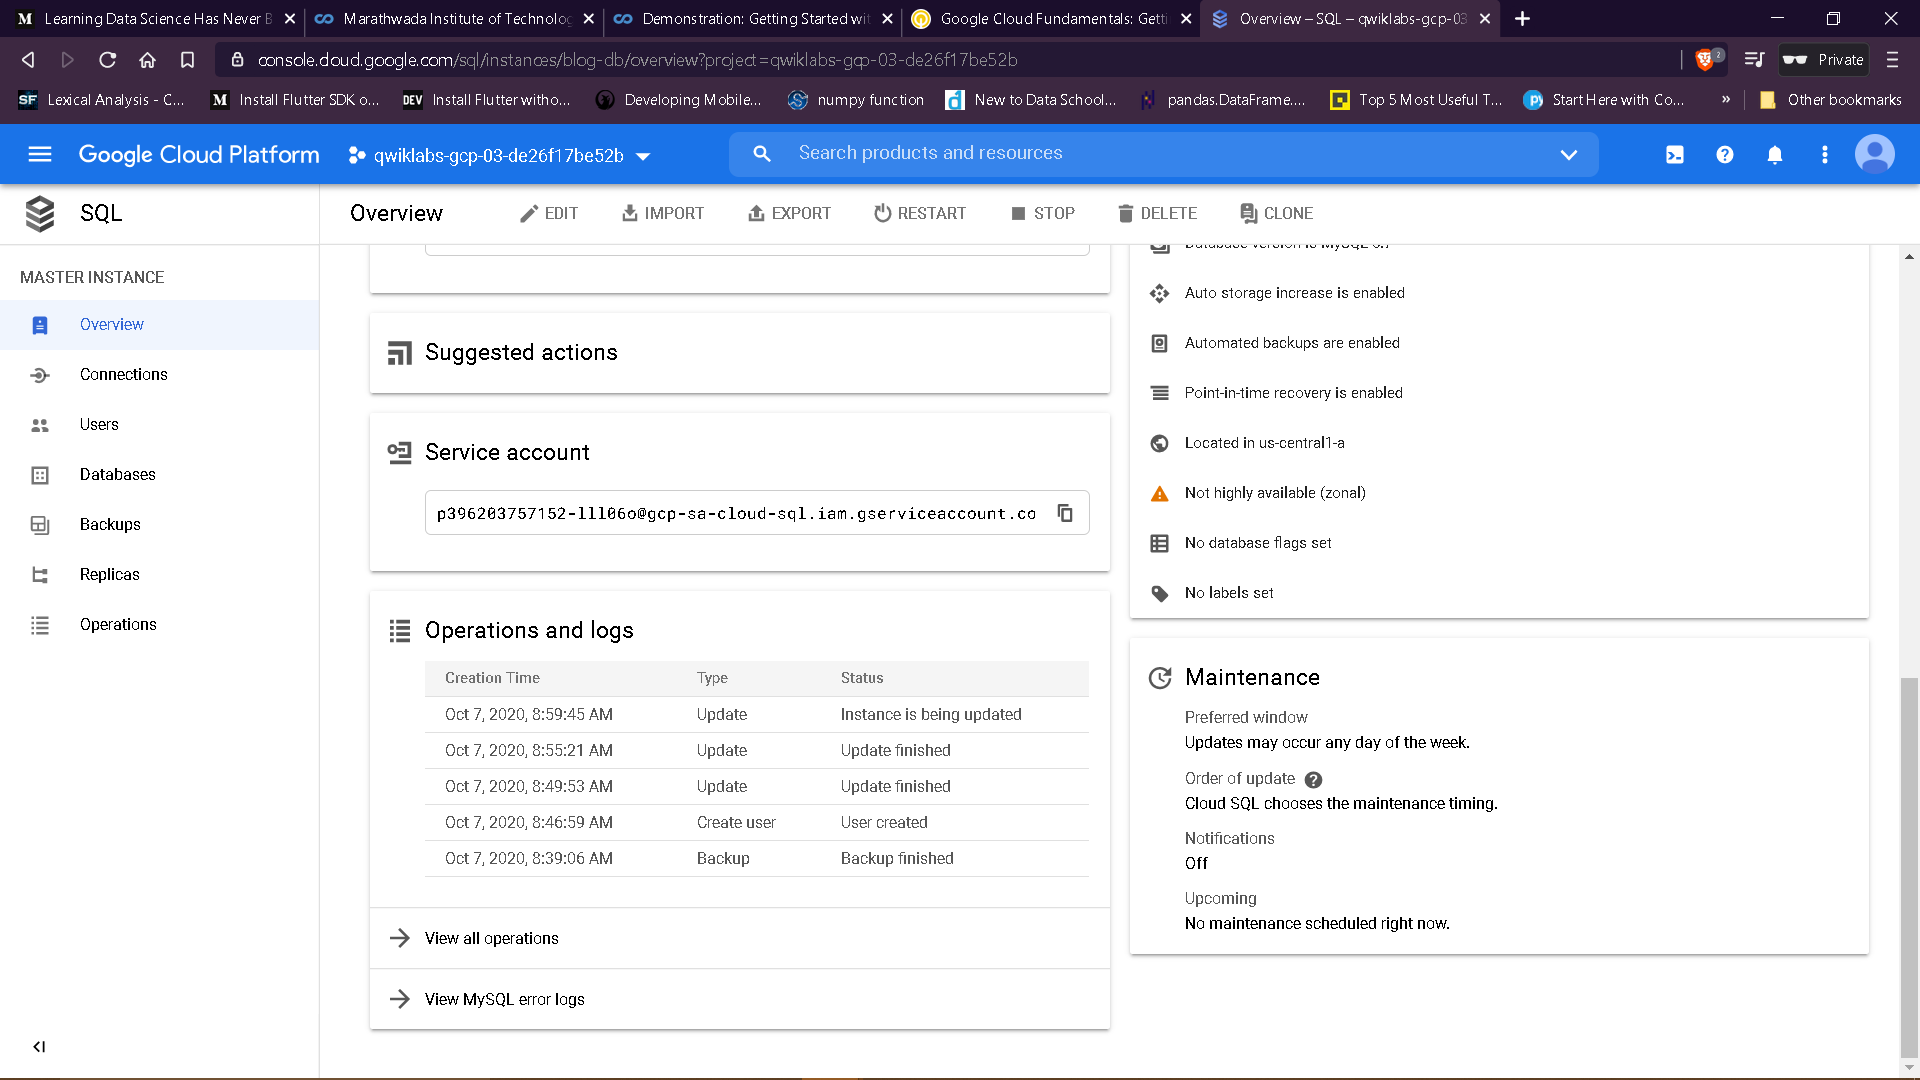 Learning Data Science Has Never B
Marathwada Institute of Technolog
Demonstration: Getting Started wit
Google Cloud Fundamentals: Getti
Overview – SQL – qwiklabs-gcp-03
console.cloud.google.com/sql/instances/blog-db/overview?project=qwiklabs-gcp-03-de26f17be52b
2
Private
SF Lexical Analysis - C...
M Install Flutter SDK o...
DEV Install Flutter witho...
Developing Mobile...
numpy function
New to Data School...
pandas.DataFrame....
Top 5 Most Useful T...
Start Here with Co...
»
Other bookmarks
Google Cloud Platform
qwiklabs-gcp-03-de26f17be52b
Search products and resources
SQL
Overview
EDIT
IMPORT
EXPORT
RESTART
STOP
DELETE
CLONE
MASTER INSTANCE
Overview
Connections
Users
Databases
Backups
Replicas
Operations
Suggested actions
Service account
p396203757152-lll06o@gcp-sa-cloud-sql.iam.gserviceaccount.co
Operations and logs
Creation Time Type Status
Oct 7, 2020, 8:59:45 AM Update Instance is being updated
Oct 7, 2020, 8:55:21 AM Update Update finished
Oct 7, 2020, 8:49:53 AM Update Update finished
Oct 7, 2020, 8:46:59 AM Create user User created
Oct 7, 2020, 8:39:06 AM Backup Backup finished
View all operations
View MySQL error logs
Database version is MySQL 5.7
Auto storage increase is enabled
Automated backups are enabled
Point-in-time recovery is enabled
Located in us-central1-a
Not highly available (zonal)
No database flags set
No labels set
Maintenance
Preferred window
Updates may occur any day of the week.
Order of update
Cloud SQL chooses the maintenance timing.
Notifications
Off
Upcoming
No maintenance scheduled right now.